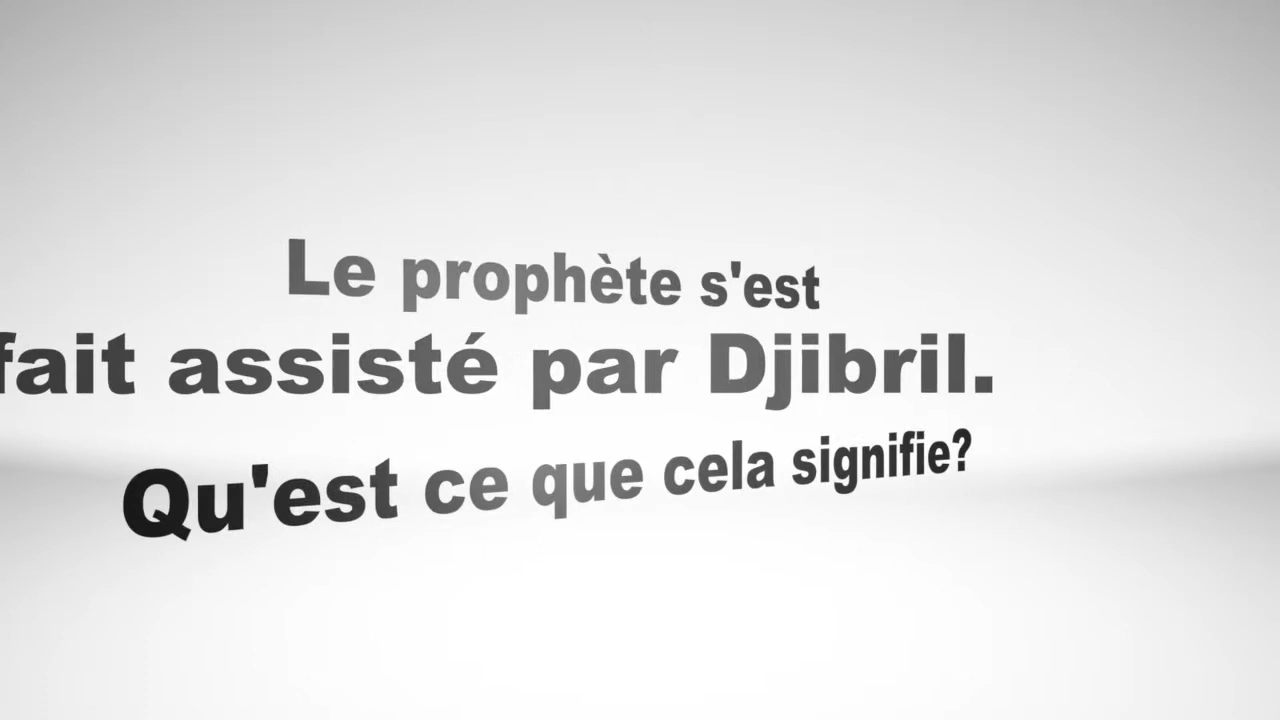 Le prophète s'est
fait assisté par Djibril.
Qu'est ce que cela signifie?